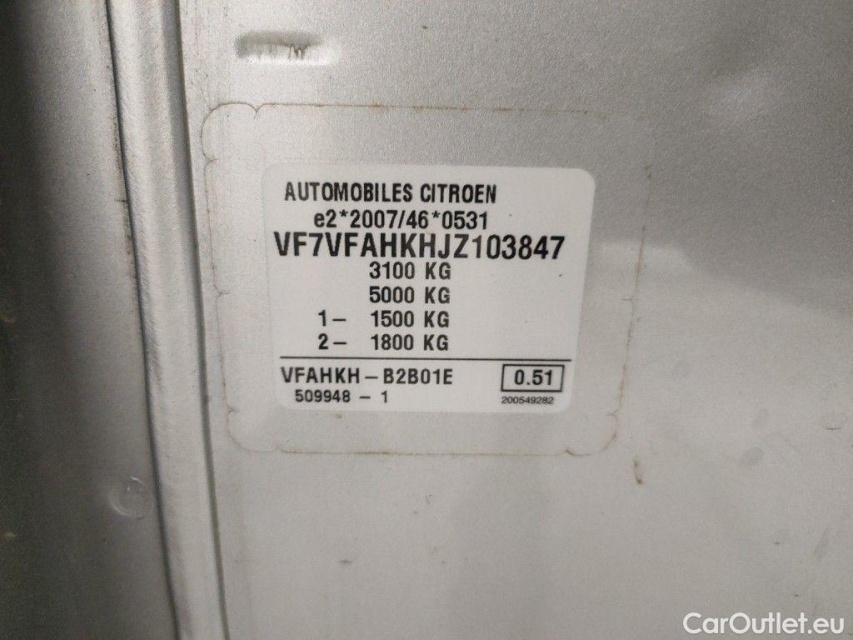 AUTOMOBILES CITROEN
e2*2007/46*0531
VF7VFAHKHJZ103847
3100 KG
5000 KG
1- 1500 KG
2- 1800 KG
VFAHKH-B2B01E 0.51
509948 - 1 200549282
CarOutlet.eu